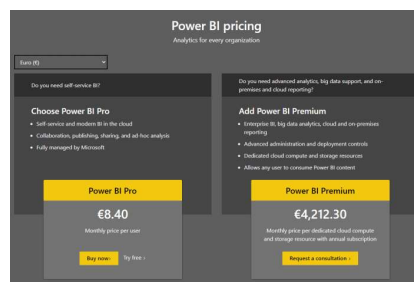 Power BI pricing
Analytics for every organization
Euro (€)
Do you need self-service BI?
Choose Power BI Pro
• Self-service and modern BI in the cloud
• Collaboration, publishing, sharing, and ad-hoc analysis
• Fully managed by Microsoft
Power BI Pro
€8.40
Monthly price per user
Buy now ›
Try free ›
Do you need advanced analytics, big data support, and on-
premises and cloud reporting?
Add Power BI Premium
• Enterprise BI, big data analytics, cloud and on-premises
reporting
• Advanced administration and deployment controls
• Dedicated cloud compute and storage resources
• Allows any user to consume Power BI content
Power BI Premium
€4,212.30
Monthly price per dedicated cloud compute
and storage resource with annual subscription
Request a consultation ›